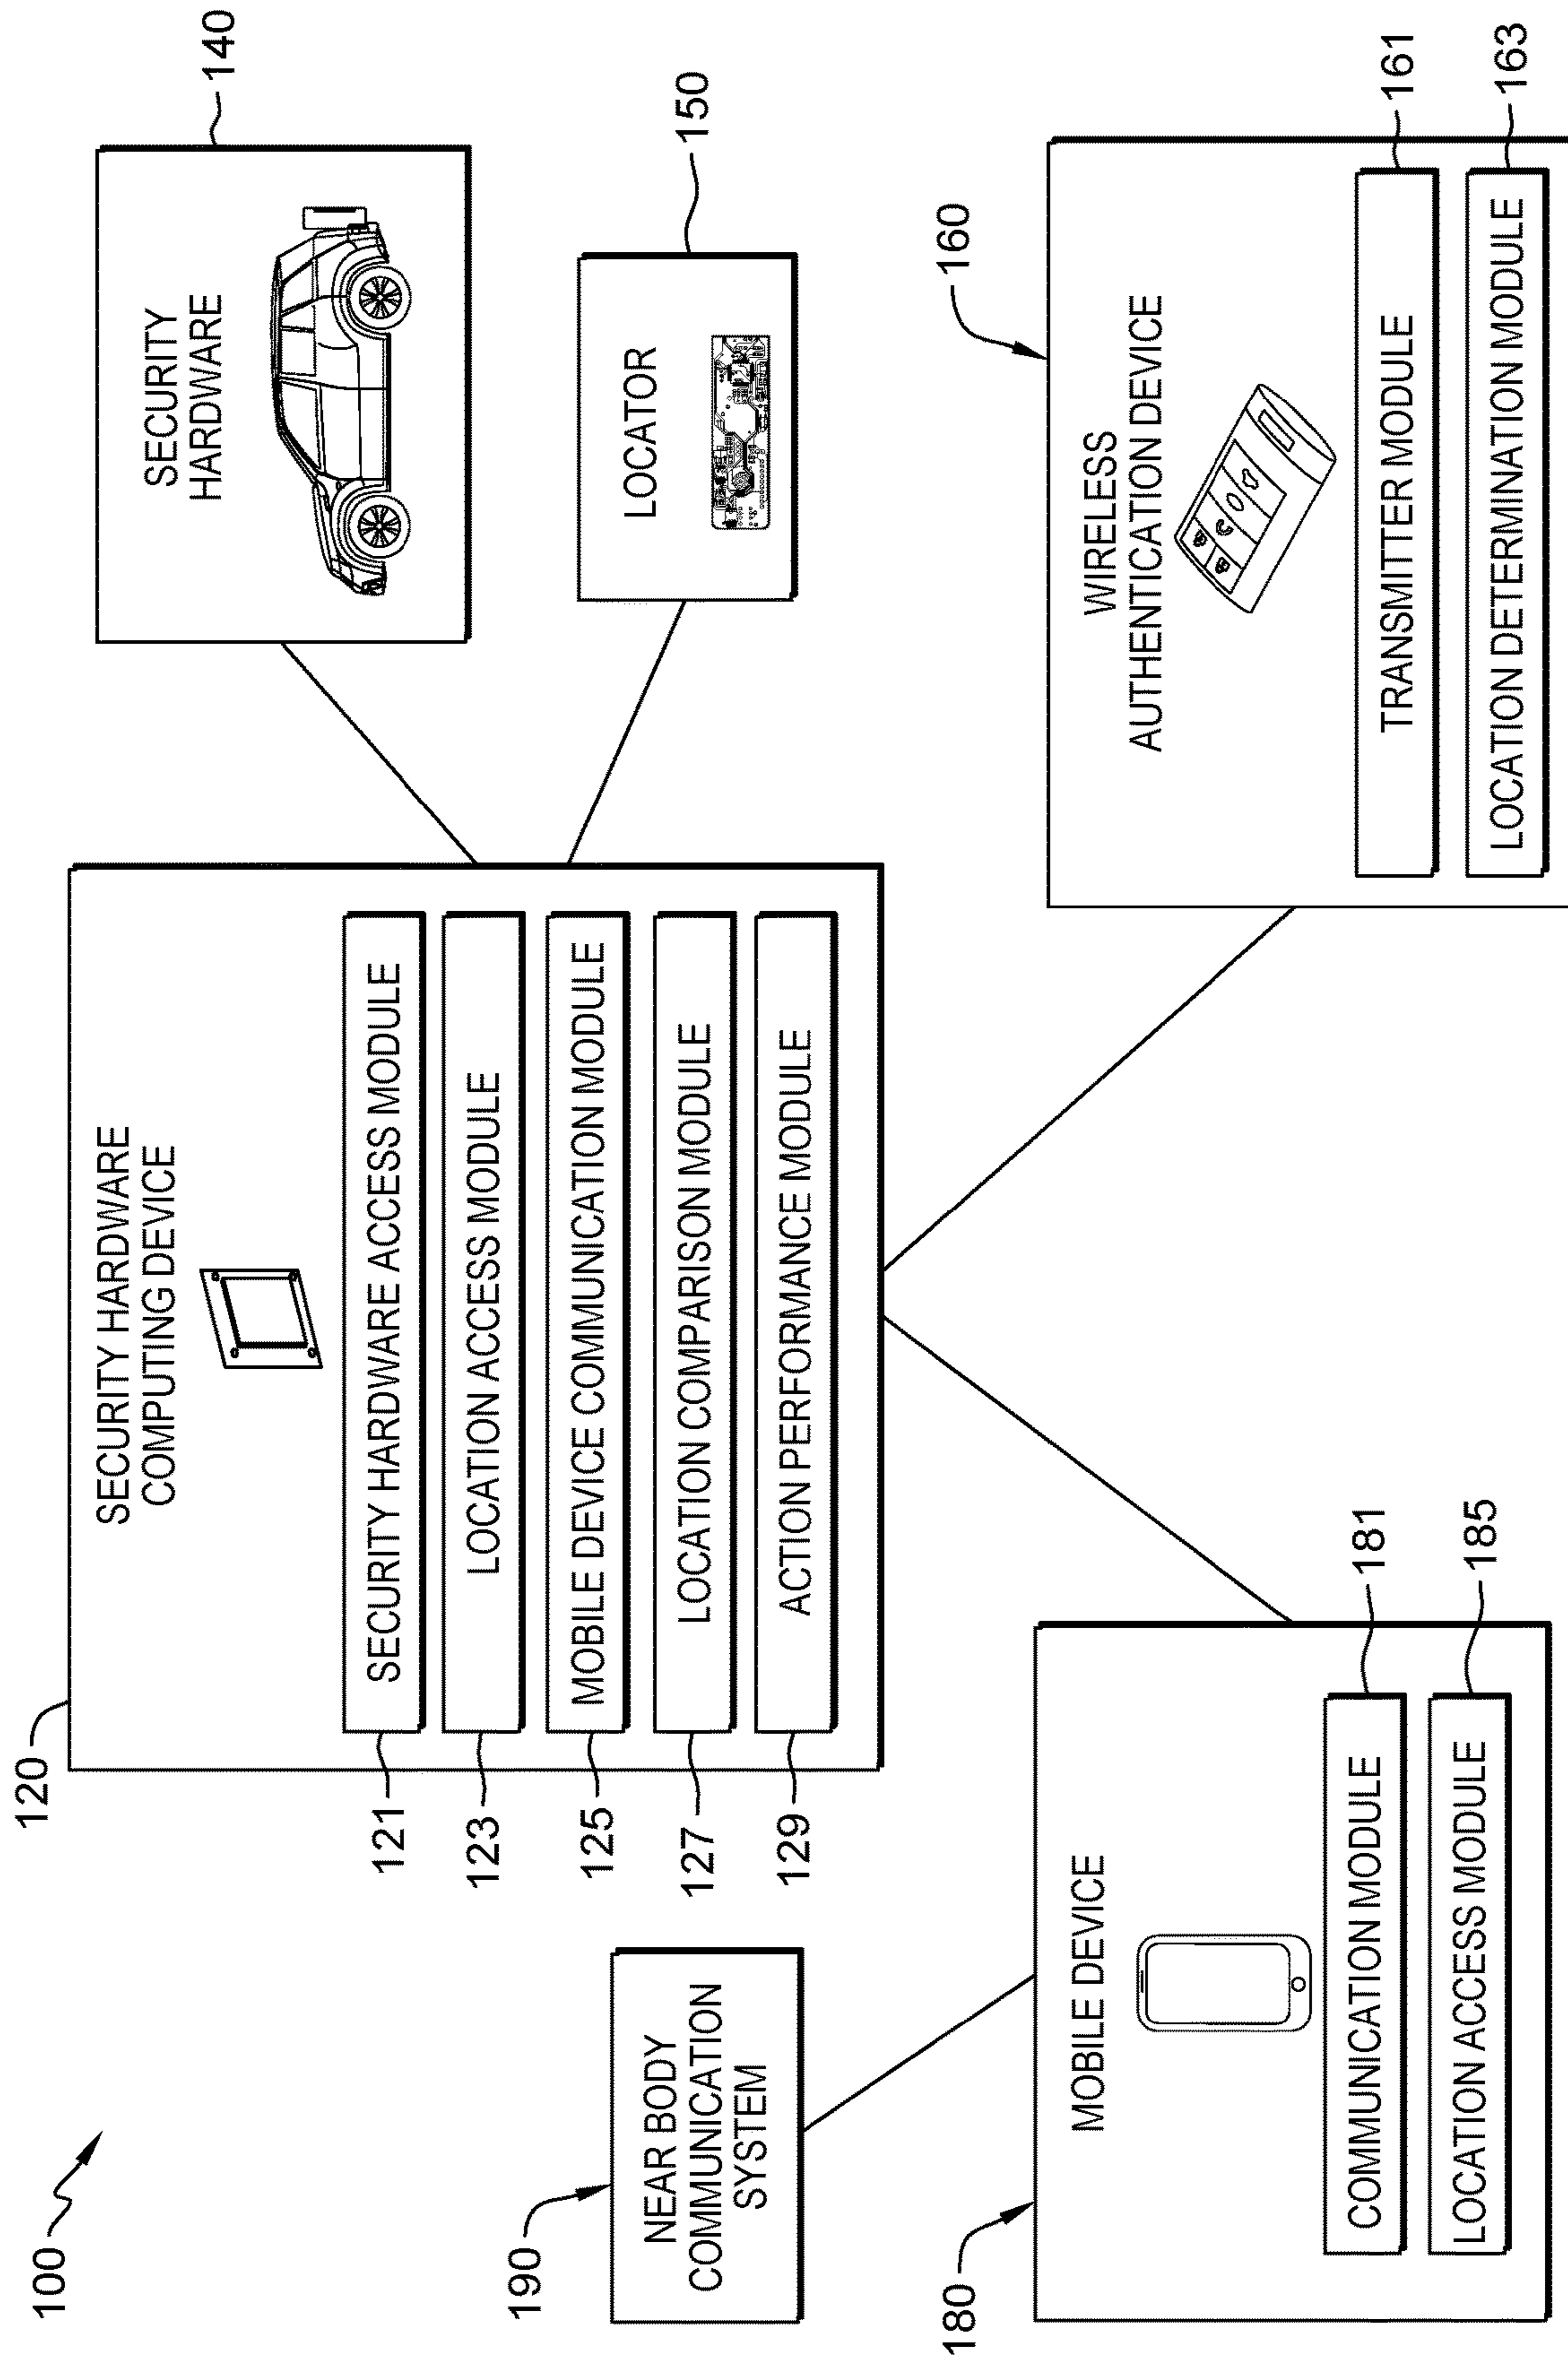 100
120
SECURITY HARDWARE
COMPUTING DEVICE
121
SECURITY HARDWARE ACCESS MODULE
123
LOCATION ACCESS MODULE
125
MOBILE DEVICE COMMUNICATION MODULE
127
LOCATION COMPARISON MODULE
129
ACTION PERFORMANCE MODULE
SECURITY
HARDWARE
140
LOCATOR
150
190
NEAR BODY
COMMUNICATION
SYSTEM
180
MOBILE DEVICE
COMMUNICATION MODULE
181
LOCATION ACCESS MODULE
185
160
WIRELESS
AUTHENTICATION DEVICE
TRANSMITTER MODULE
161
LOCATION DETERMINATION MODULE
163